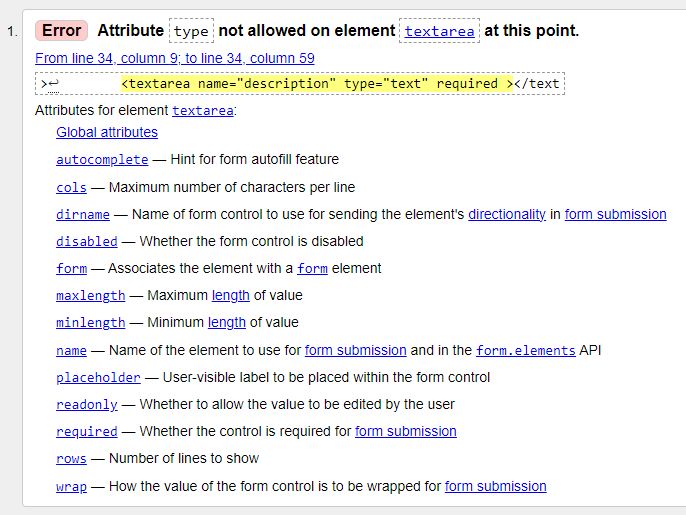 1. Error Attribute type not allowed on element textarea at this point.
From line 34, column 9; to line 34, column 59
>↩ <textarea name="description" type="text" required ></text
Attributes for element textarea:
Global attributes
autocomplete — Hint for form autofill feature
cols — Maximum number of characters per line
dirname — Name of form control to use for sending the element's directionality in form submission
disabled — Whether the form control is disabled
form — Associates the element with a form element
maxlength — Maximum length of value
minlength — Minimum length of value
name — Name of the element to use for form submission and in the form.elements API
placeholder — User-visible label to be placed within the form control
readonly — Whether to allow the value to be edited by the user
required — Whether the control is required for form submission
rows — Number of lines to show
wrap — How the value of the form control is to be wrapped for form submission